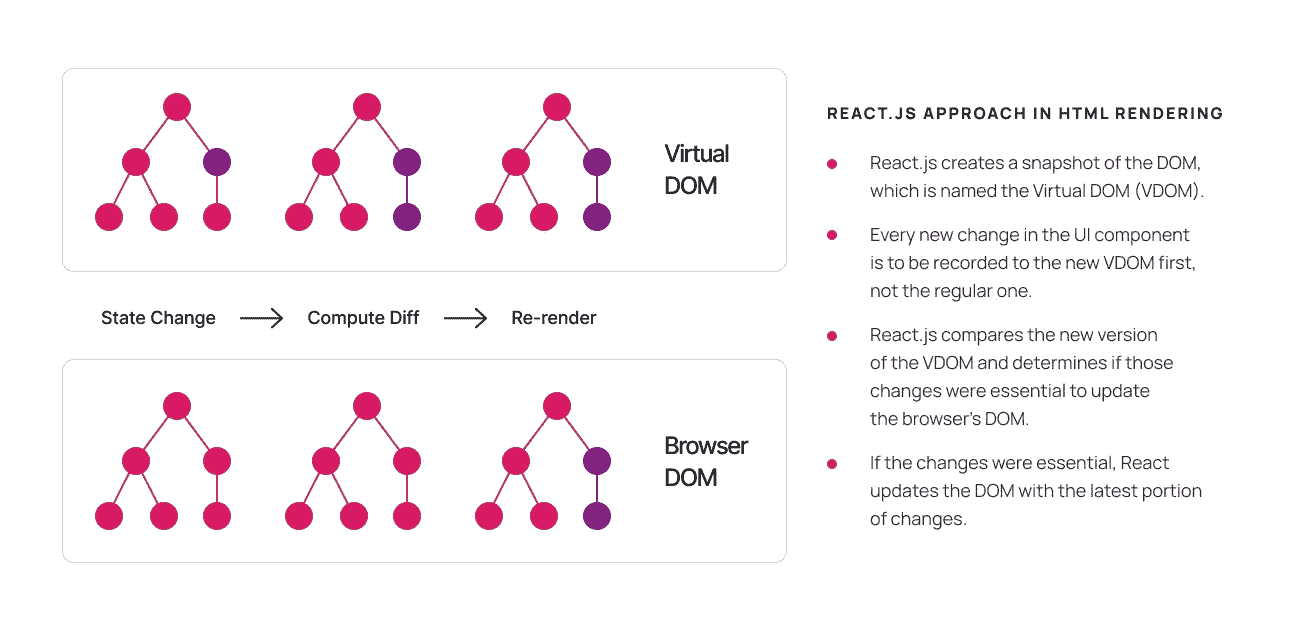 Virtual
DOM
State Change
Compute Diff
Re-render
Browser
DOM
REACT.JS APPROACH IN HTML RENDERING
React.js creates a snapshot of the DOM,
which is named the Virtual DOM (VDOM).
Every new change in the UI component
is to be recorded to the new VDOM first,
not the regular one.
React.js compares the new version
of the VDOM and determines if those
changes were essential to update
the browser’s DOM.
If the changes were essential, React
updates the DOM with the latest portion
of changes.